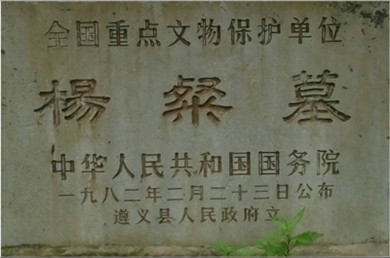 全国重点文物保护单位
杨粲墓
中华人民共和国国务院
一九八二年二月二十三日公布
遵义县人民政府立